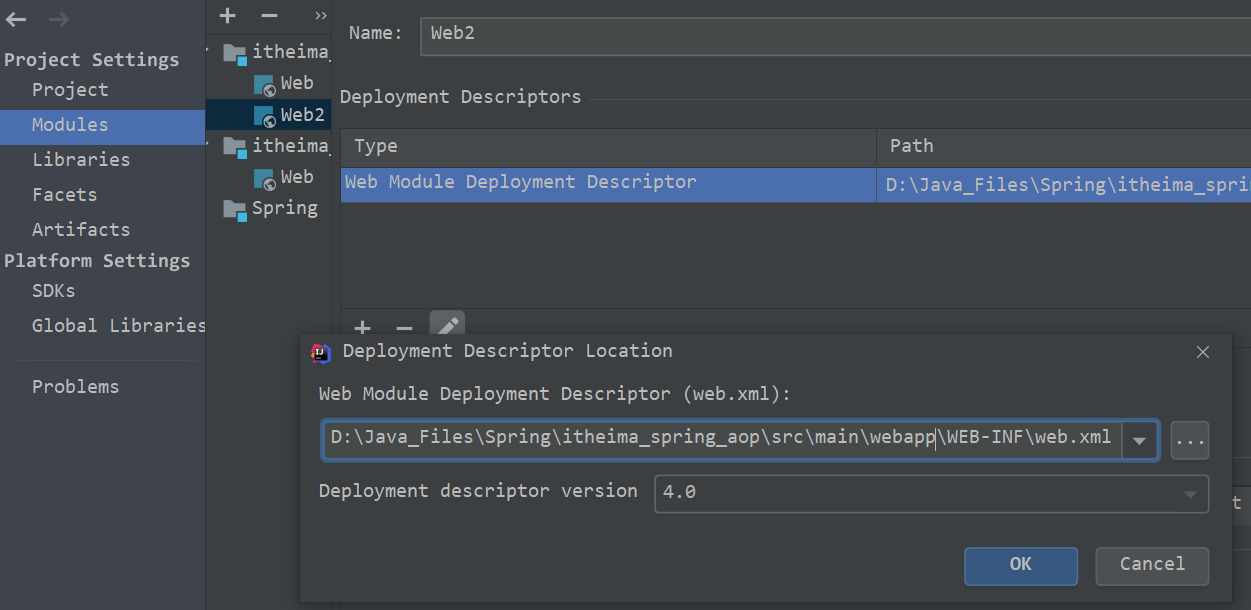 Project Settings
Project
Modules
Libraries
Facets
Artifacts
Platform Settings
SDKs
Global Libraries
Problems
itheima_
Web
Web2
itheima_
Web
Spring
Name: Web2
Deployment Descriptors
Type Path
Web Module Deployment Descriptor D:\Java_Files\Spring\itheima_spri
Deployment Descriptor Location
Web Module Deployment Descriptor (web.xml):
D:\Java_Files\Spring\itheima_spring_aop\src\main\webapp\WEB-INF\web.xml
...
Deployment descriptor version 4.0
t
OK Cancel